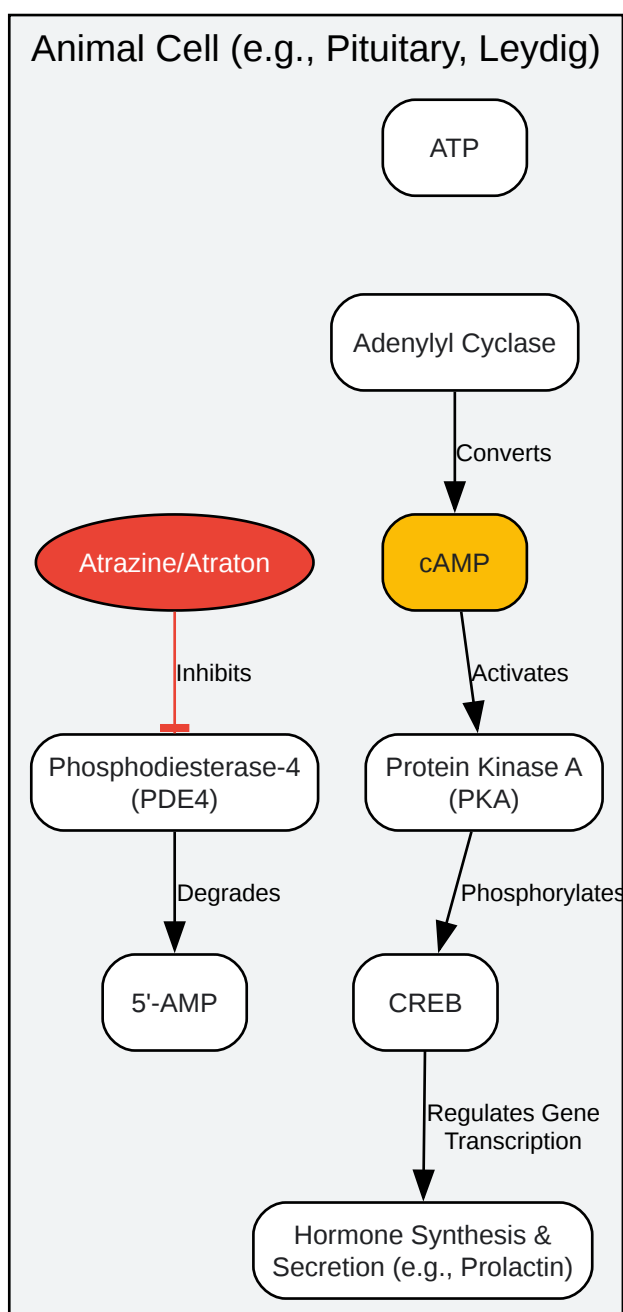 Animal Cell (e.g., Pituitary, Leydig)
ATP
Adenylyl Cyclase
Converts
Atrazine/Atraton
cAMP
Inhibits
Activates
Phosphodiesterase-4
(PDE4)
Protein Kinase A
(PKA)
Degrades
Phosphorylates
5'-AMP
CREB
Regulates Gene
Transcription
Hormone Synthesis &
Secretion (e.g., Prolactin)